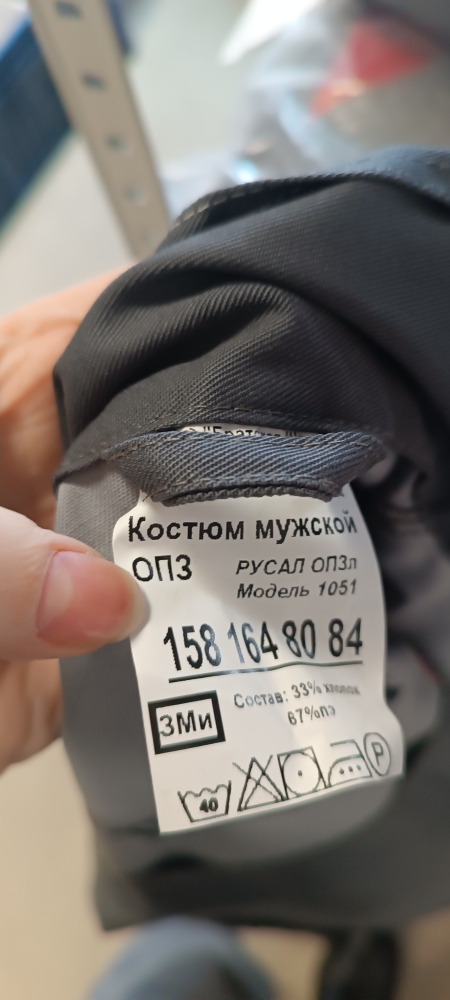 Костюм мужской
ОПЗ
РУСАЛ ОПЗл
Модель 1051
158 164 80 84
ЗМи
Состав: 33% хлопок
67%пэ
40
P